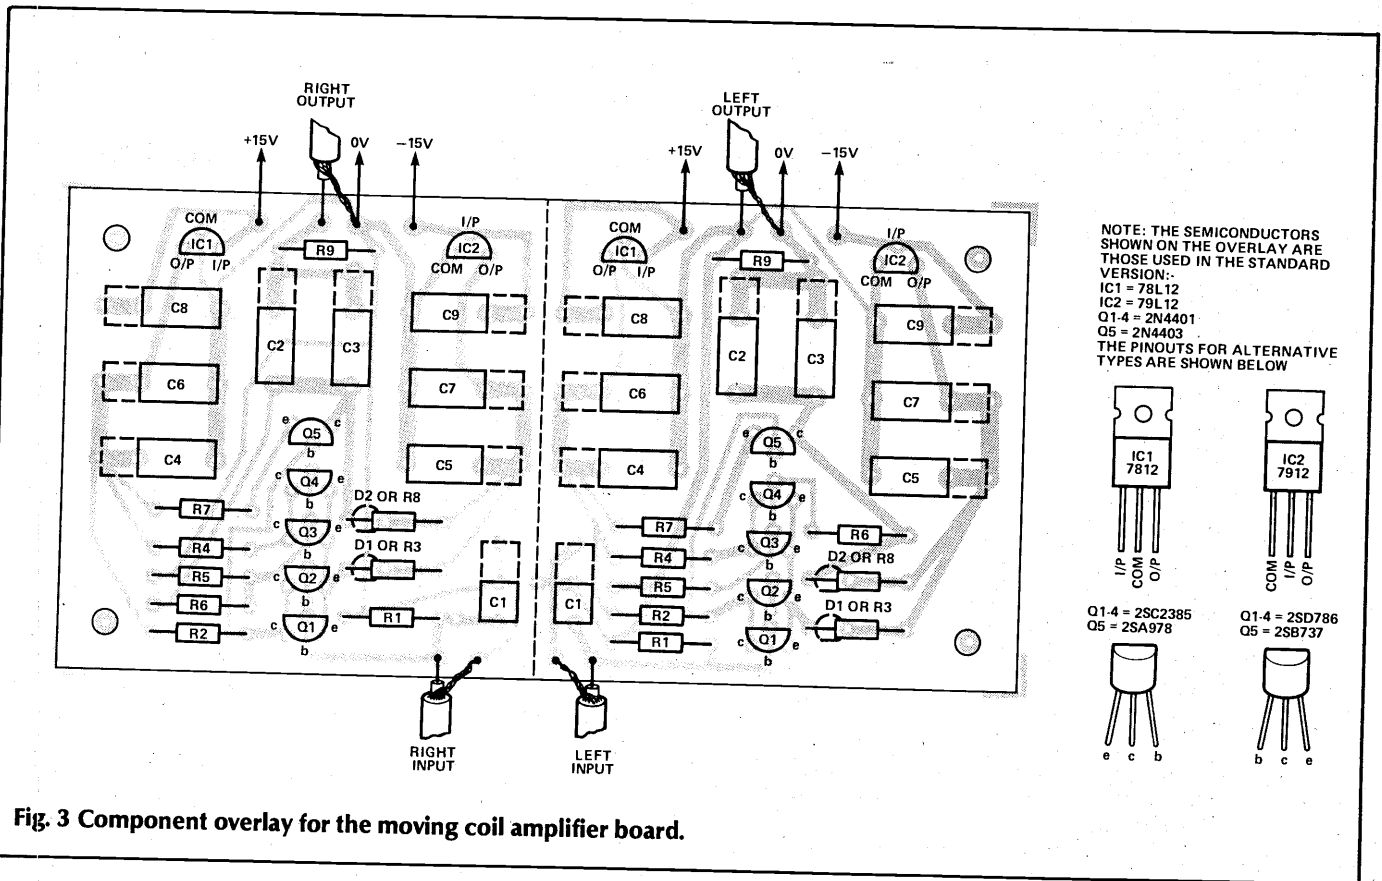 RIGHT
OUTPUT
LEFT
OUTPUT
+15V
0V
–15V
+15V
0V
–15V
COM
IC1
O/P I/P
R9
I/P
IC2
COM O/P
COM
IC1
O/P I/P
R9
I/P
IC2
COM O/P
C8
C2
C3
C9
C8
C2
C3
C9
C6
C7
C6
C7
C4
C5
C4
C5
e Q5 c
b
c Q4 e
b
c Q3 e
b
c Q2 e
b
c Q1 e
b
R7
R4
R5
R6
R2
D2 OR R8
D1 OR R3
R1
C1
C1
e Q5 c
b
c Q4 e
b
c Q3 e
b
c Q2 e
b
c Q1 e
b
R7
R4
R5
R2
R1
R6
D2 OR R8
D1 OR R3
RIGHT
INPUT
LEFT
INPUT
NOTE: THE SEMICONDUCTORS
SHOWN ON THE OVERLAY ARE
THOSE USED IN THE STANDARD
VERSION:-
IC1 = 78L12
IC2 = 79L12
Q1-4 = 2N4401
Q5 = 2N4403
THE PINOUTS FOR ALTERNATIVE
TYPES ARE SHOWN BELOW
IC1
7812
I/P
COM
O/P
IC2
7912
COM
I/P
O/P
Q1-4 = 2SC2385
Q5 = 2SA978
e c b
Q1-4 = 2SD786
Q5 = 2SB737
b c e
Fig. 3 Component overlay for the moving coil amplifier board.